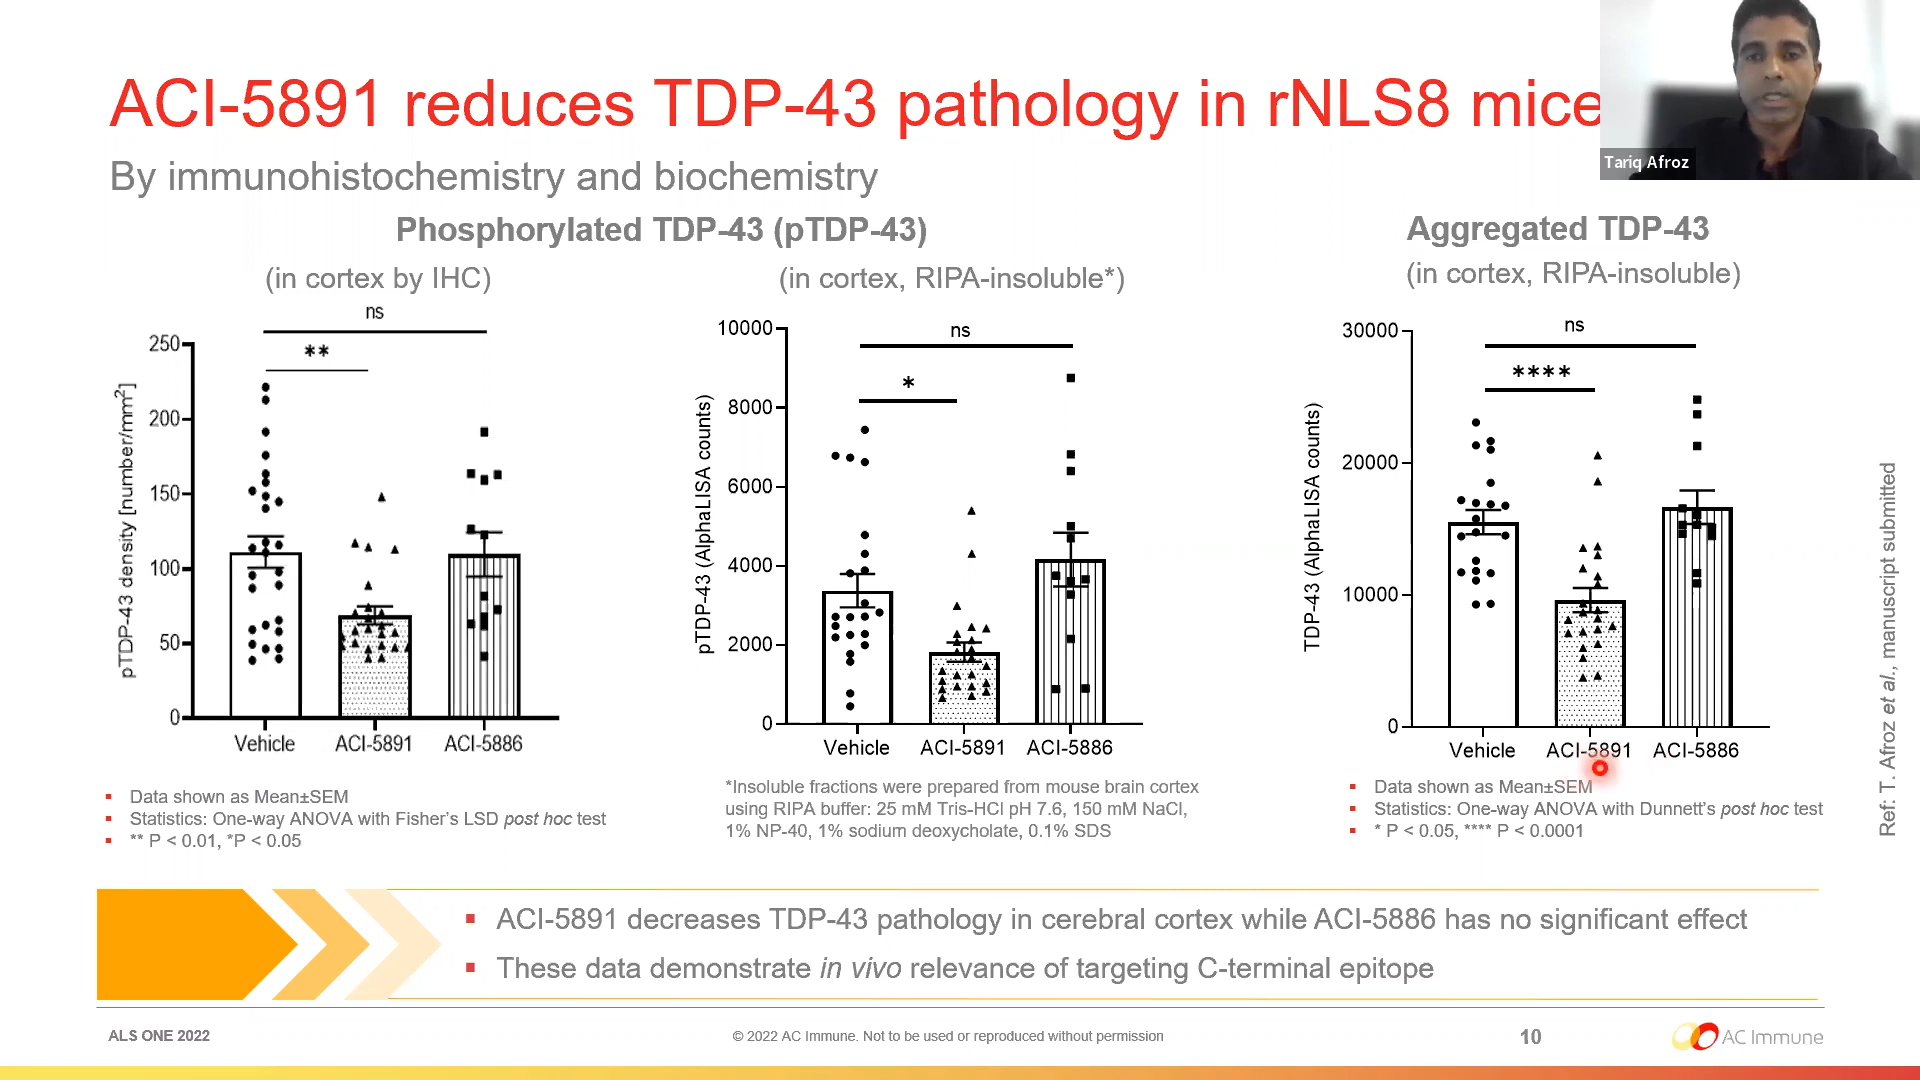 ACI-5891 reduces TDP-43 pathology in rNLS8 mice
Tariq Afroz
By immunohistochemistry and biochemistry
Phosphorylated TDP-43 (pTDP-43)
(in cortex by IHC)
ns
**
250
200
150
100
50
0
pTDP-43 density [number/mm²]
Vehicle ACI-5891 ACI-5886
▪ Data shown as Mean±SEM
▪ Statistics: One-way ANOVA with Fisher's LSD post hoc test
▪ ** P < 0.01, *P < 0.05
(in cortex, RIPA-insoluble*)
ns
*
10000
8000
6000
4000
2000
0
pTDP-43 (AlphaLISA counts)
Vehicle ACI-5891 ACI-5886
*Insoluble fractions were prepared from mouse brain cortex
using RIPA buffer: 25 mM Tris-HCl pH 7.6, 150 mM NaCl,
1% NP-40, 1% sodium deoxycholate, 0.1% SDS
Aggregated TDP-43
(in cortex, RIPA-insoluble)
ns
****
30000
20000
10000
0
TDP-43 (AlphaLISA counts)
Vehicle ACI-5891 ACI-5886
▪ Data shown as Mean±SEM
▪ Statistics: One-way ANOVA with Dunnett's post hoc test
▪ * P < 0.05, **** P < 0.0001
Ref: T. Afroz et al., manuscript submitted
▪ ACI-5891 decreases TDP-43 pathology in cerebral cortex while ACI-5886 has no significant effect
▪ These data demonstrate in vivo relevance of targeting C-terminal epitope
ALS ONE 2022
© 2022 AC Immune. Not to be used or reproduced without permission
10
AC Immune